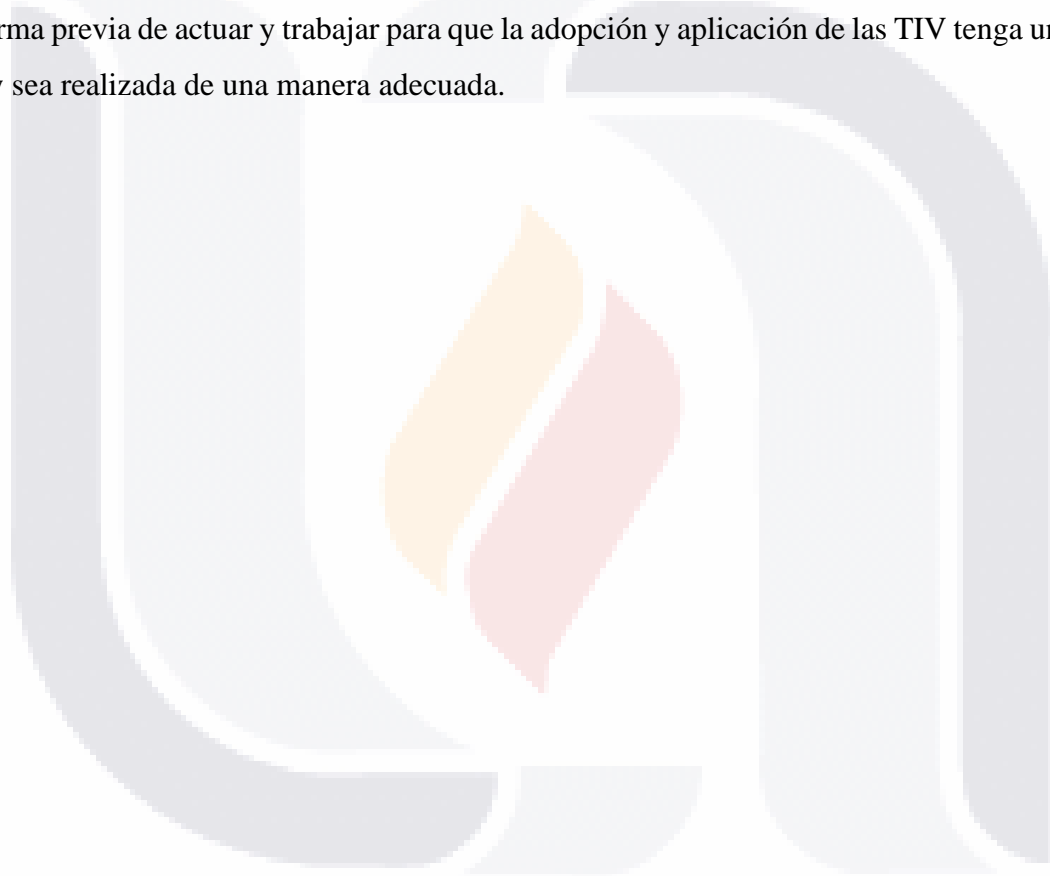 rma previa de actuar y trabajar para que la adopción y aplicación de las TIV tenga un
sea realizada de una manera adecuada.